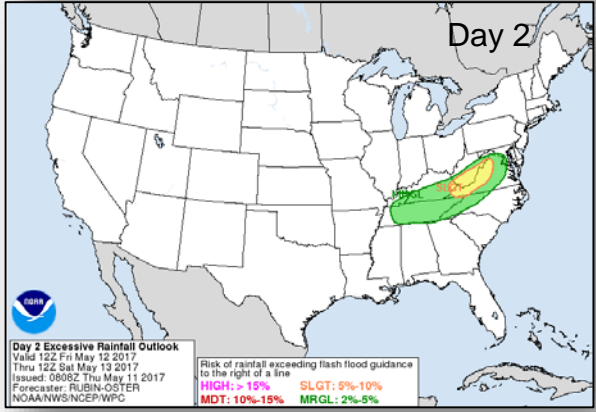 Day 2
MRGL
SLGT
NOAA
Day 2 Excessive Rainfall Outlook
Valid 12Z Fri May 12 2017
Thru 12Z Sat May 13 2017
Issued: 0808Z Thu May 11 2017
Forecaster: RUBIN-OSTER
NOAA/NWS/NCEP/WPC
Risk of rainfall exceeding flash flood guidance
to the right of a line
HIGH: > 15% SLGT: 5%-10%
MDT: 10%-15% MRGL: 2%-5%